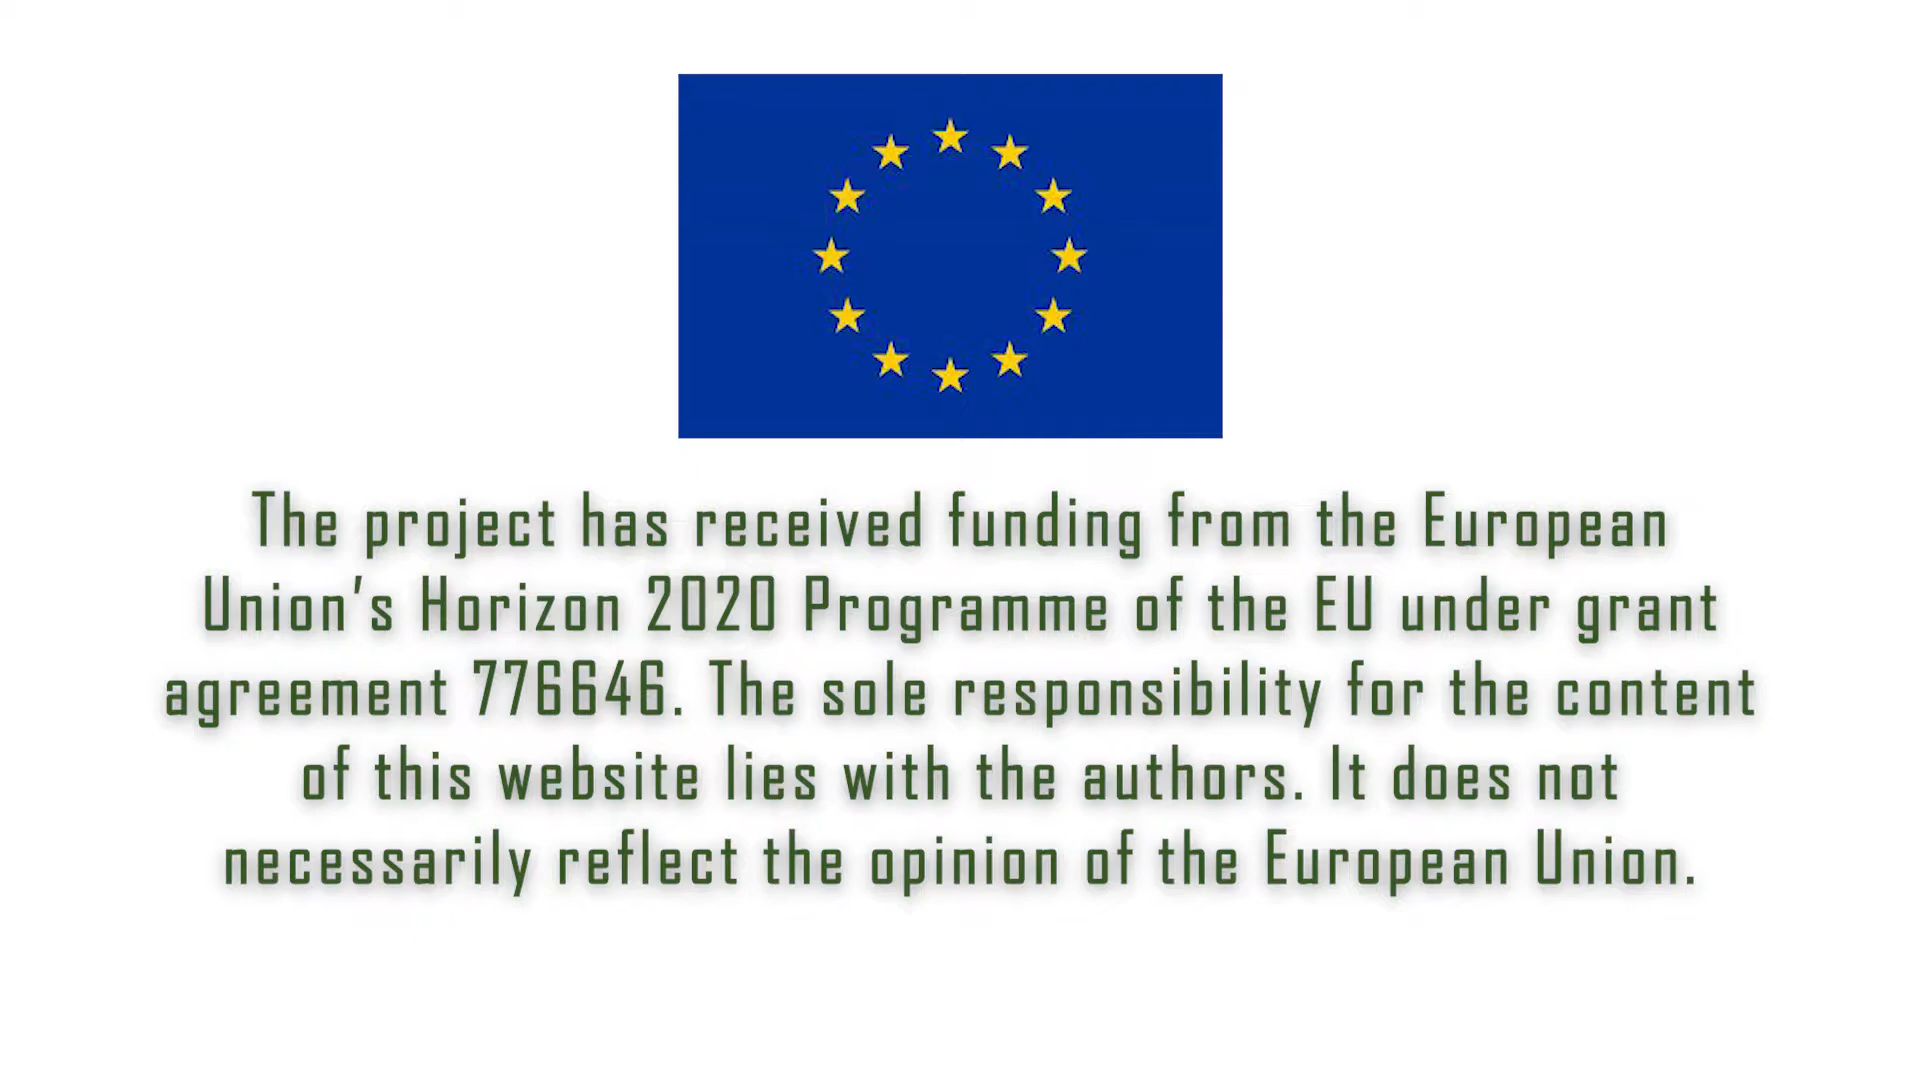 The project has received funding from the European
Union’s Horizon 2020 Programme of the EU under grant
agreement 776646. The sole responsibility for the content
of this website lies with the authors. It does not
necessarily reflect the opinion of the European Union.